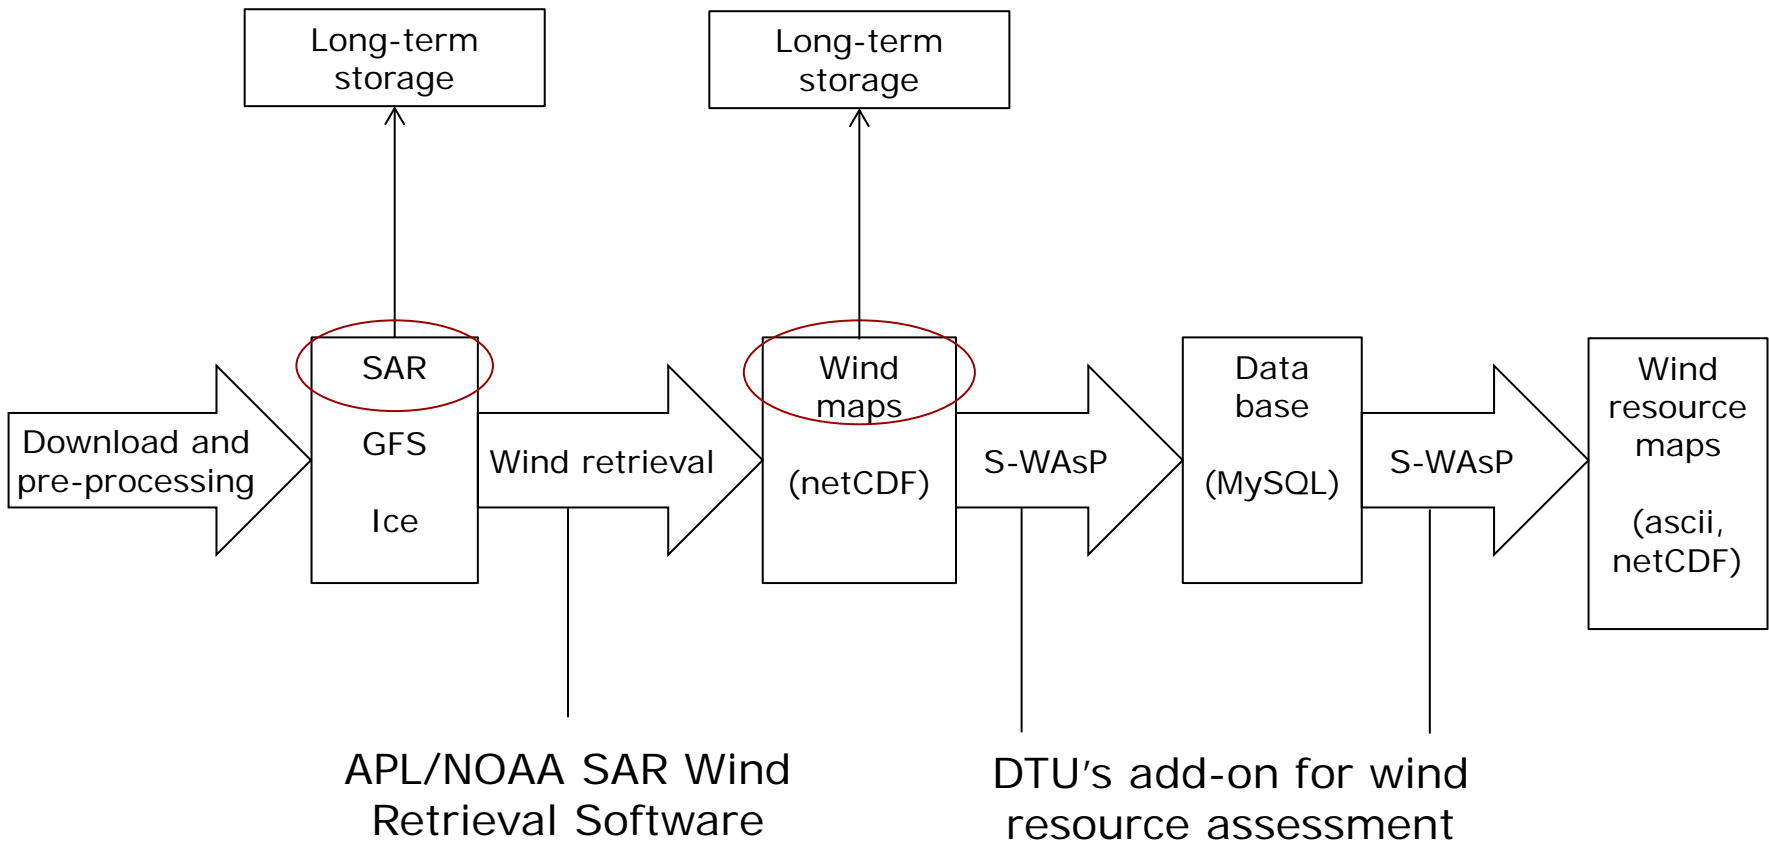 Long-term
storage
Long-term
storage
Download and
pre-processing
SAR
GFS
Ice
Wind retrieval
Wind
maps
(netCDF)
S-WAsP
Data
base
(MySQL)
S-WAsP
Wind
resource
maps
(ascii,
netCDF)
APL/NOAA SAR Wind
Retrieval Software
DTU's add-on for wind
resource assessment